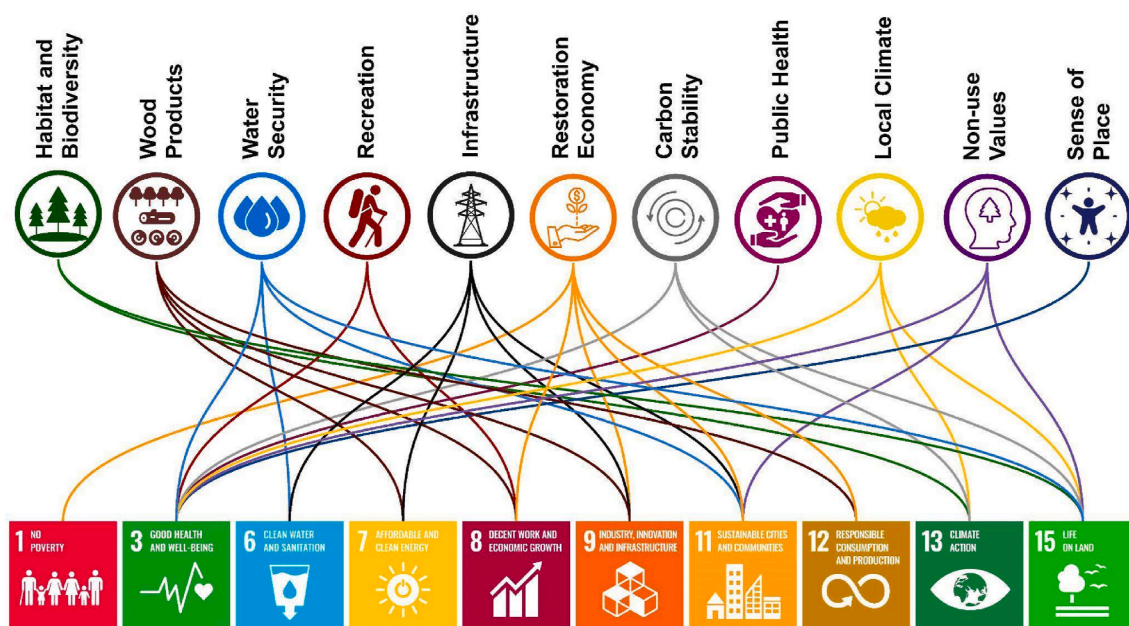 Habitat and
Biodiversity
Wood
Products
Water
Security
Recreation
Infrastructure
Restoration
Economy
Carbon
Stability
Public Health
Local Climate
Non-use
Values
Sense of
Place
$
1 NO
POVERTY
3 GOOD HEALTH
AND WELL-BEING
6 CLEAN WATER
AND SANITATION
7 AFFORDABLE AND
CLEAN ENERGY
8 DECENT WORK AND
ECONOMIC GROWTH
9 INDUSTRY, INNOVATION
AND INFRASTRUCTURE
11 SUSTAINABLE CITIES
AND COMMUNITIES
12 RESPONSIBLE
CONSUMPTION
AND PRODUCTION
13 CLIMATE
ACTION
15 LIFE
ON LAND